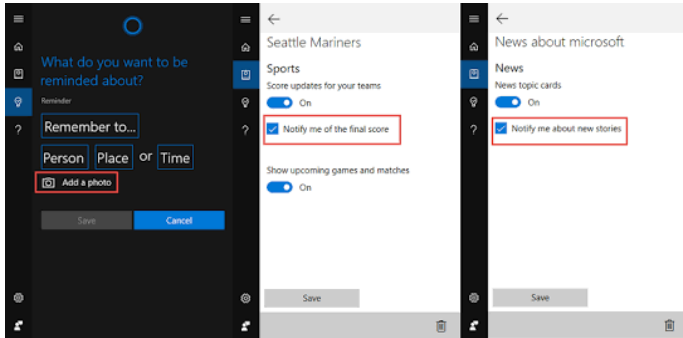 What do you want to be
reminded about?
Reminder
Remember to...
Person Place or Time
Add a photo
Save Cancel
Seattle Mariners
Sports
Score updates for your teams
On
Notify me of the final score
Show upcoming games and matches
On
Save
News about microsoft
News
News topic cards
On
Notify me about new stories
Save